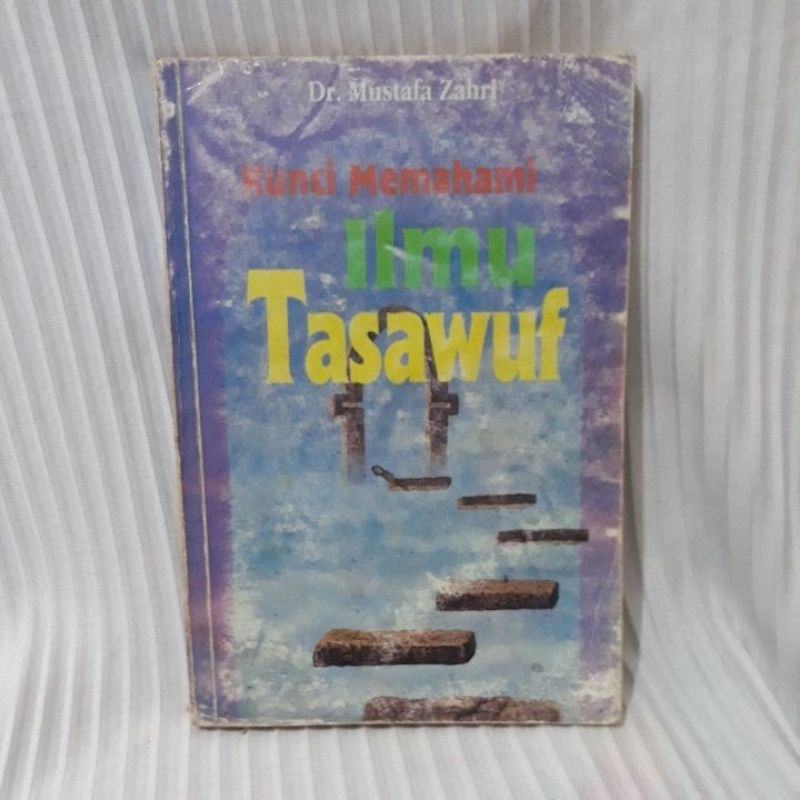 Dr. Mustafa Zahri
Kunci Memahami
Ilmu
Tasawuf